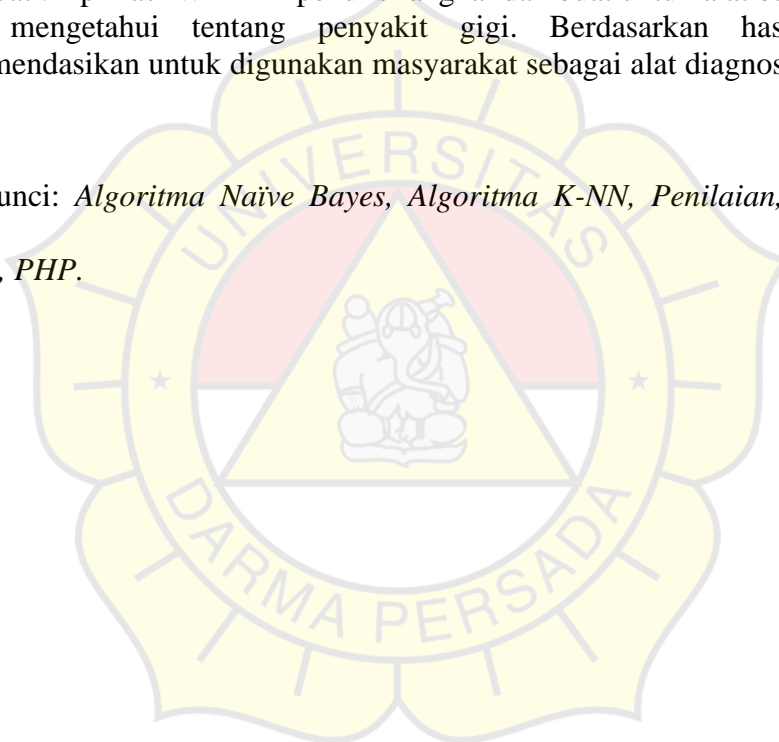 mengetahui tentang penyakit gigi. Berdasarkan has
mendasikan untuk digunakan masyarakat sebagai alat diagnos
unci: Algoritma Naïve Bayes, Algoritma K-NN, Penilaian,
, PHP.
UNIVERSITAS
DARMA PERSADA